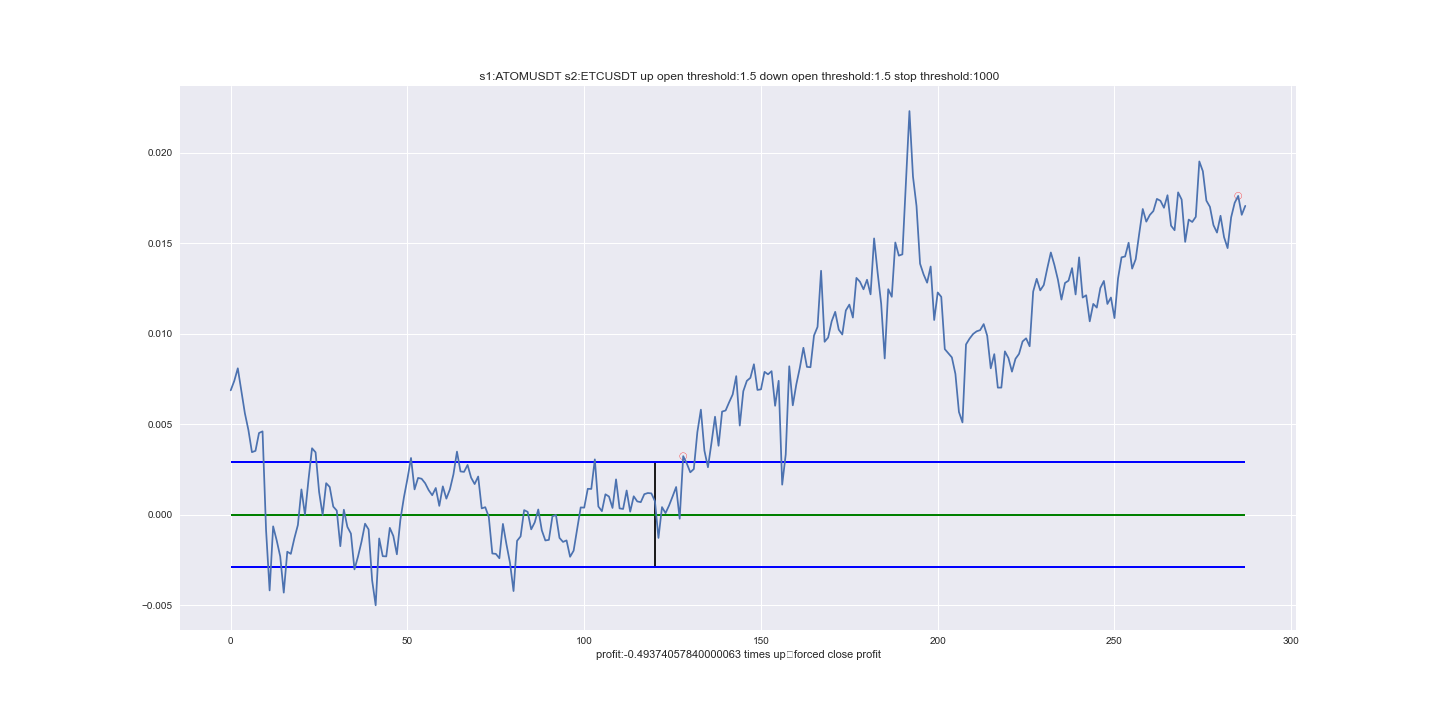 s1:ATOMUSDT s2:ETCUSDT up open threshold:1.5 down open threshold:1.5 stop threshold:1000
0.020
0.015
0.010
0.005
0.000
−0.005
0 50 100 150 200 250 300
profit:-0.49374057840000063 times up□forced close profit